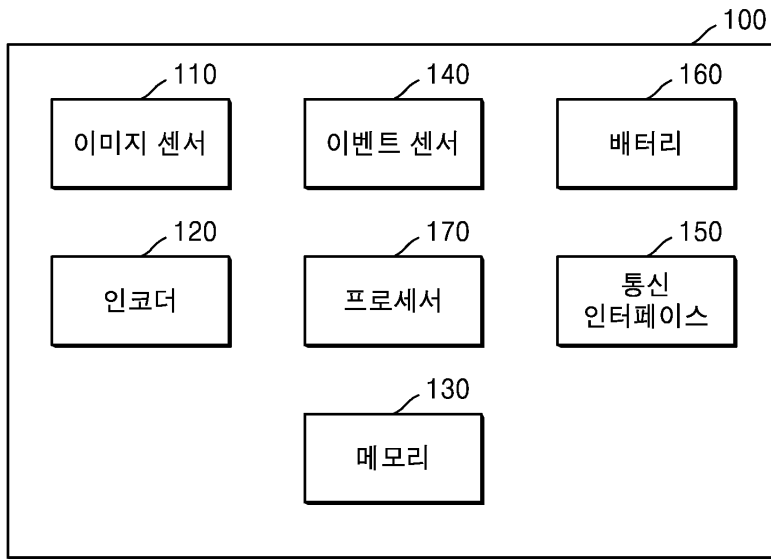 100
110
이미지 센서
140
이벤트 센서
160
배터리
120
인코더
170
프로세서
150
통신
인터페이스
130
메모리